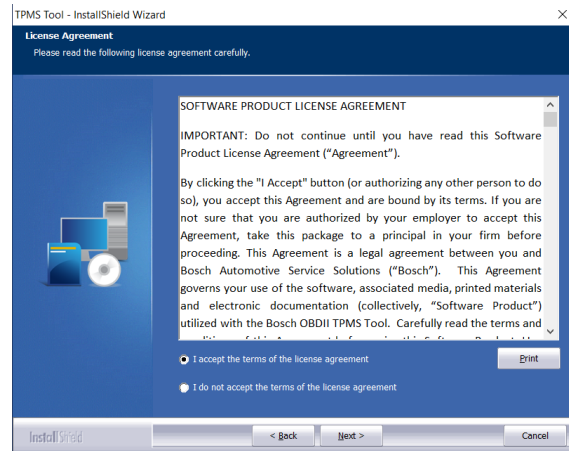 TPMS Tool - InstallShield Wizard
License Agreement
Please read the following license agreement carefully.
SOFTWARE PRODUCT LICENSE AGREEMENT
IMPORTANT: Do not continue until you have read this Software
Product License Agreement (“Agreement”).
By clicking the "I Accept" button (or authorizing any other person to do
so), you accept this Agreement and are bound by its terms. If you are
not sure that you are authorized by your employer to accept this
Agreement, take this package to a principal in your firm before
proceeding. This Agreement is a legal agreement between you and
Bosch Automotive Service Solutions (“Bosch”). This Agreement
governs your use of the software, associated media, printed materials
and electronic documentation (collectively, “Software Product”)
utilized with the Bosch OBDII TPMS Tool. Carefully read the terms and
I accept the terms of the license agreement
Print
I do not accept the terms of the license agreement
InstallShield
< Back
Next >
Cancel